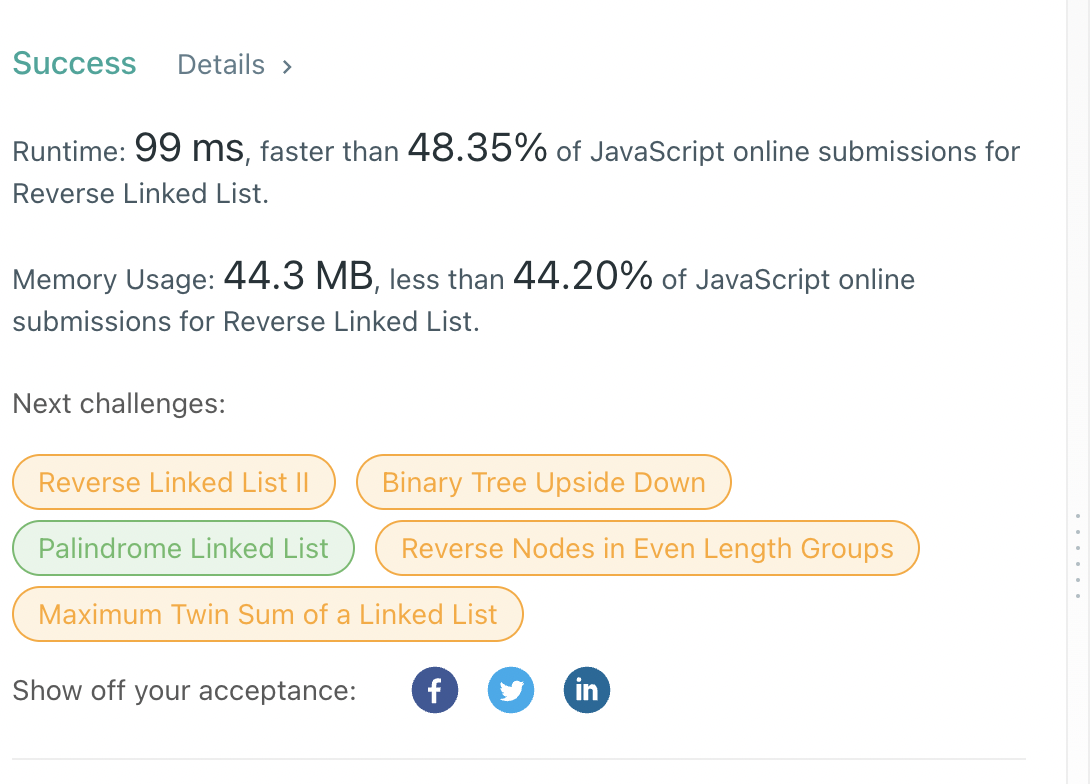 Success Details >
Runtime: 99 ms, faster than 48.35% of JavaScript online submissions for
Reverse Linked List.
Memory Usage: 44.3 MB, less than 44.20% of JavaScript online
submissions for Reverse Linked List.
Next challenges:
Reverse Linked List II Binary Tree Upside Down
Palindrome Linked List Reverse Nodes in Even Length Groups
Maximum Twin Sum of a Linked List
Show off your acceptance: f in